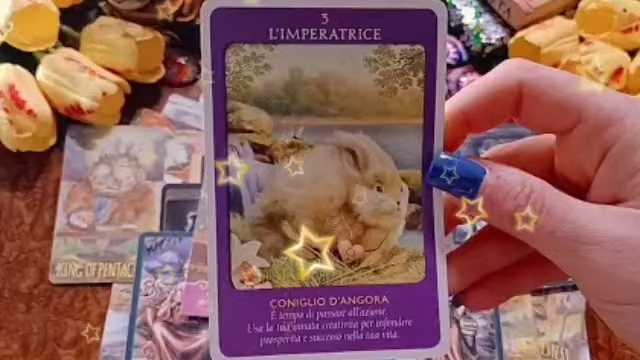 3
L'IMPERATRICE
CONIGLIO D'ANGORA
È tempo di passare all'azione.
Usa la tua innata creatività per infondere
prosperità e successo nella tua vita.
KING OF PENTAC